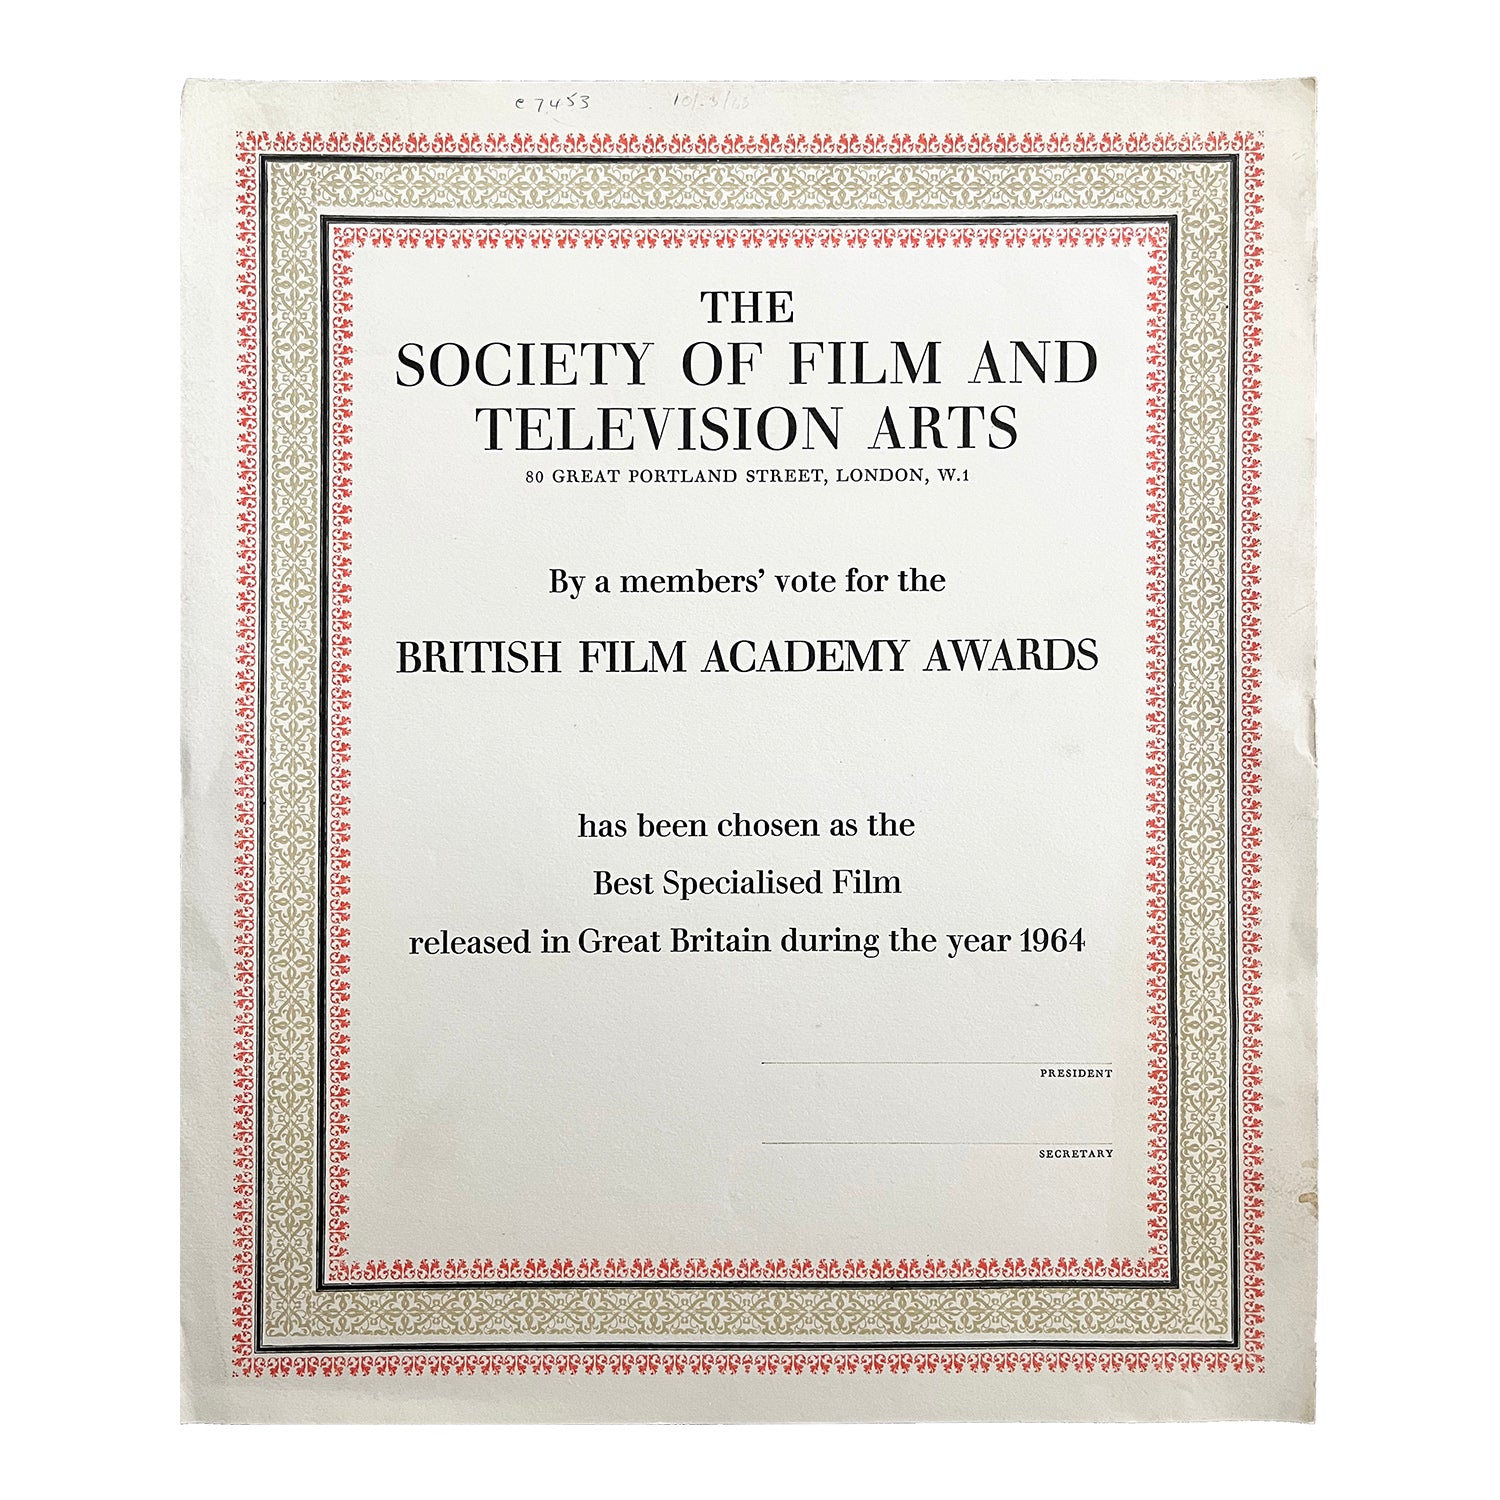 e7453
THE
SOCIETY OF FILM AND
TELEVISION ARTS
80 GREAT PORTLAND STREET, LONDON, W.1
By a members' vote for the
BRITISH FILM ACADEMY AWARDS
has been chosen as the
Best Specialised Film
released in Great Britain during the year 1964
PRESIDENT
SECRETARY